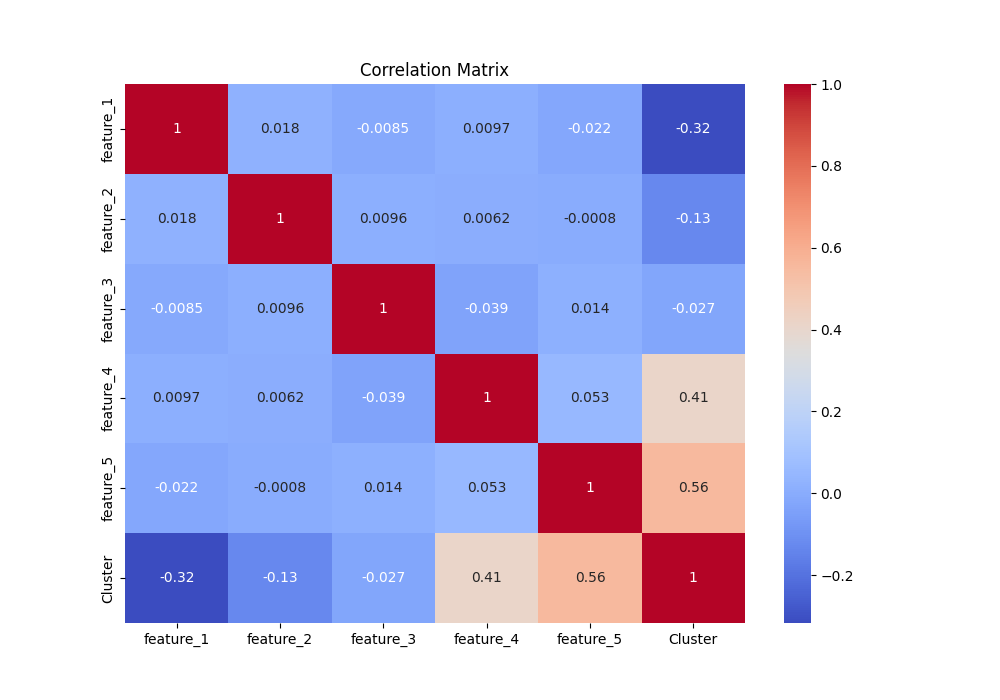 Correlation Matrix
feature_1 1 0.018 -0.0085 0.0097 -0.022 -0.32
feature_2 0.018 1 0.0096 0.0062 -0.0008 -0.13
feature_3 -0.0085 0.0096 1 -0.039 0.014 -0.027
feature_4 0.0097 0.0062 -0.039 1 0.053 0.41
feature_5 -0.022 -0.0008 0.014 0.053 1 0.56
Cluster -0.32 -0.13 -0.027 0.41 0.56 1
feature_1 feature_2 feature_3 feature_4 feature_5 Cluster
1.0
0.8
0.6
0.4
0.2
0.0
−0.2